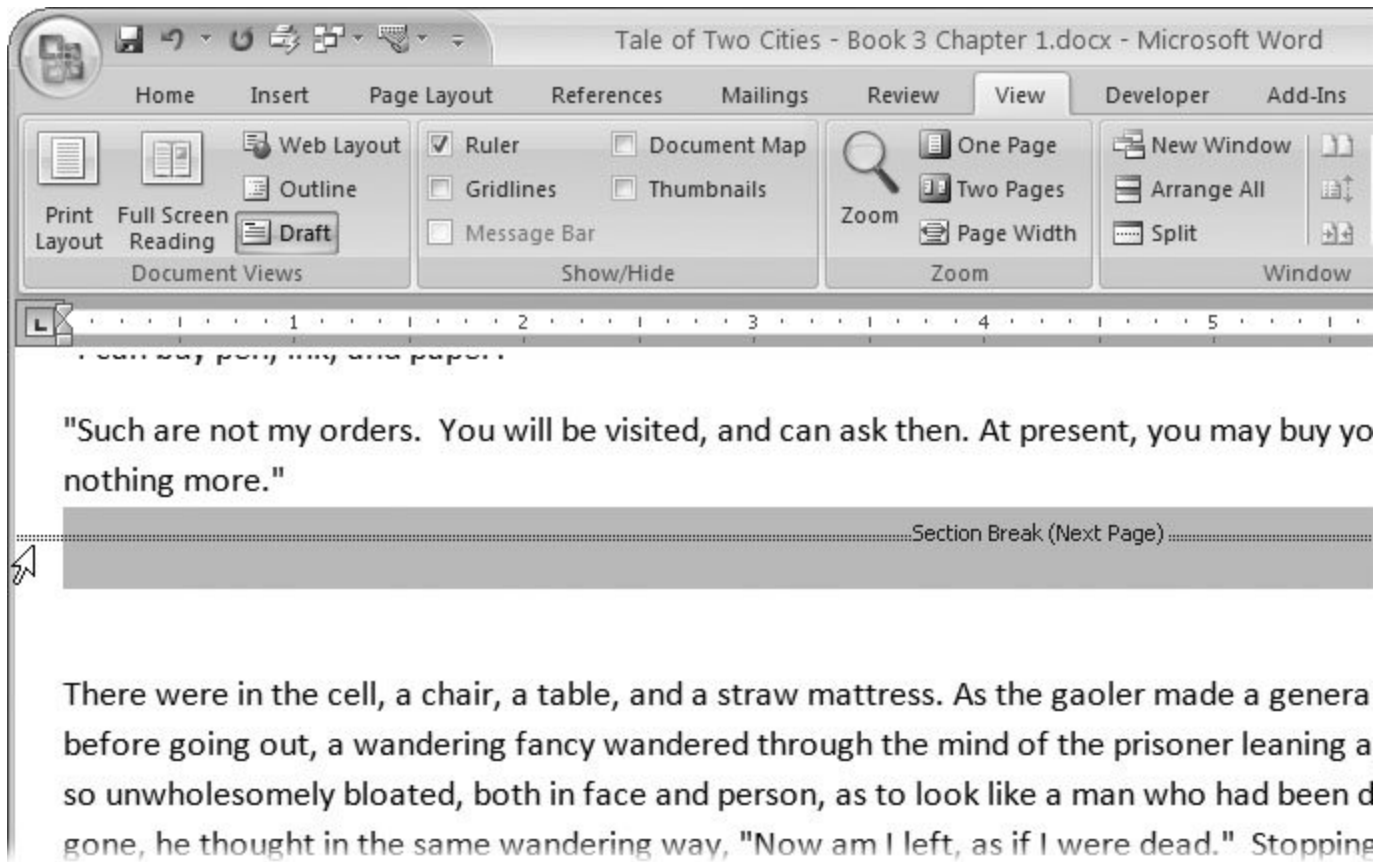 Tale of Two Cities - Book 3 Chapter 1.docx - Microsoft Word
Home Insert Page Layout References Mailings Review View Developer Add-Ins
Print Layout
Full Screen Reading
Web Layout
Outline
Draft
Document Views
Ruler
Gridlines
Message Bar
Document Map
Thumbnails
Show/Hide
Zoom
One Page
Two Pages
Page Width
Zoom
New Window
Arrange All
Split
Window
L 1 2 3 4 5
"I can buy pen, ink, and paper?"
"Such are not my orders.  You will be visited, and can ask then. At present, you may buy yo
nothing more."
Section Break (Next Page)
There were in the cell, a chair, a table, and a straw mattress. As the gaoler made a genera
before going out, a wandering fancy wandered through the mind of the prisoner leaning a
so unwholesomely bloated, both in face and person, as to look like a man who had been d
gone, he thought in the same wandering way, "Now am I left, as if I were dead."  Stopping